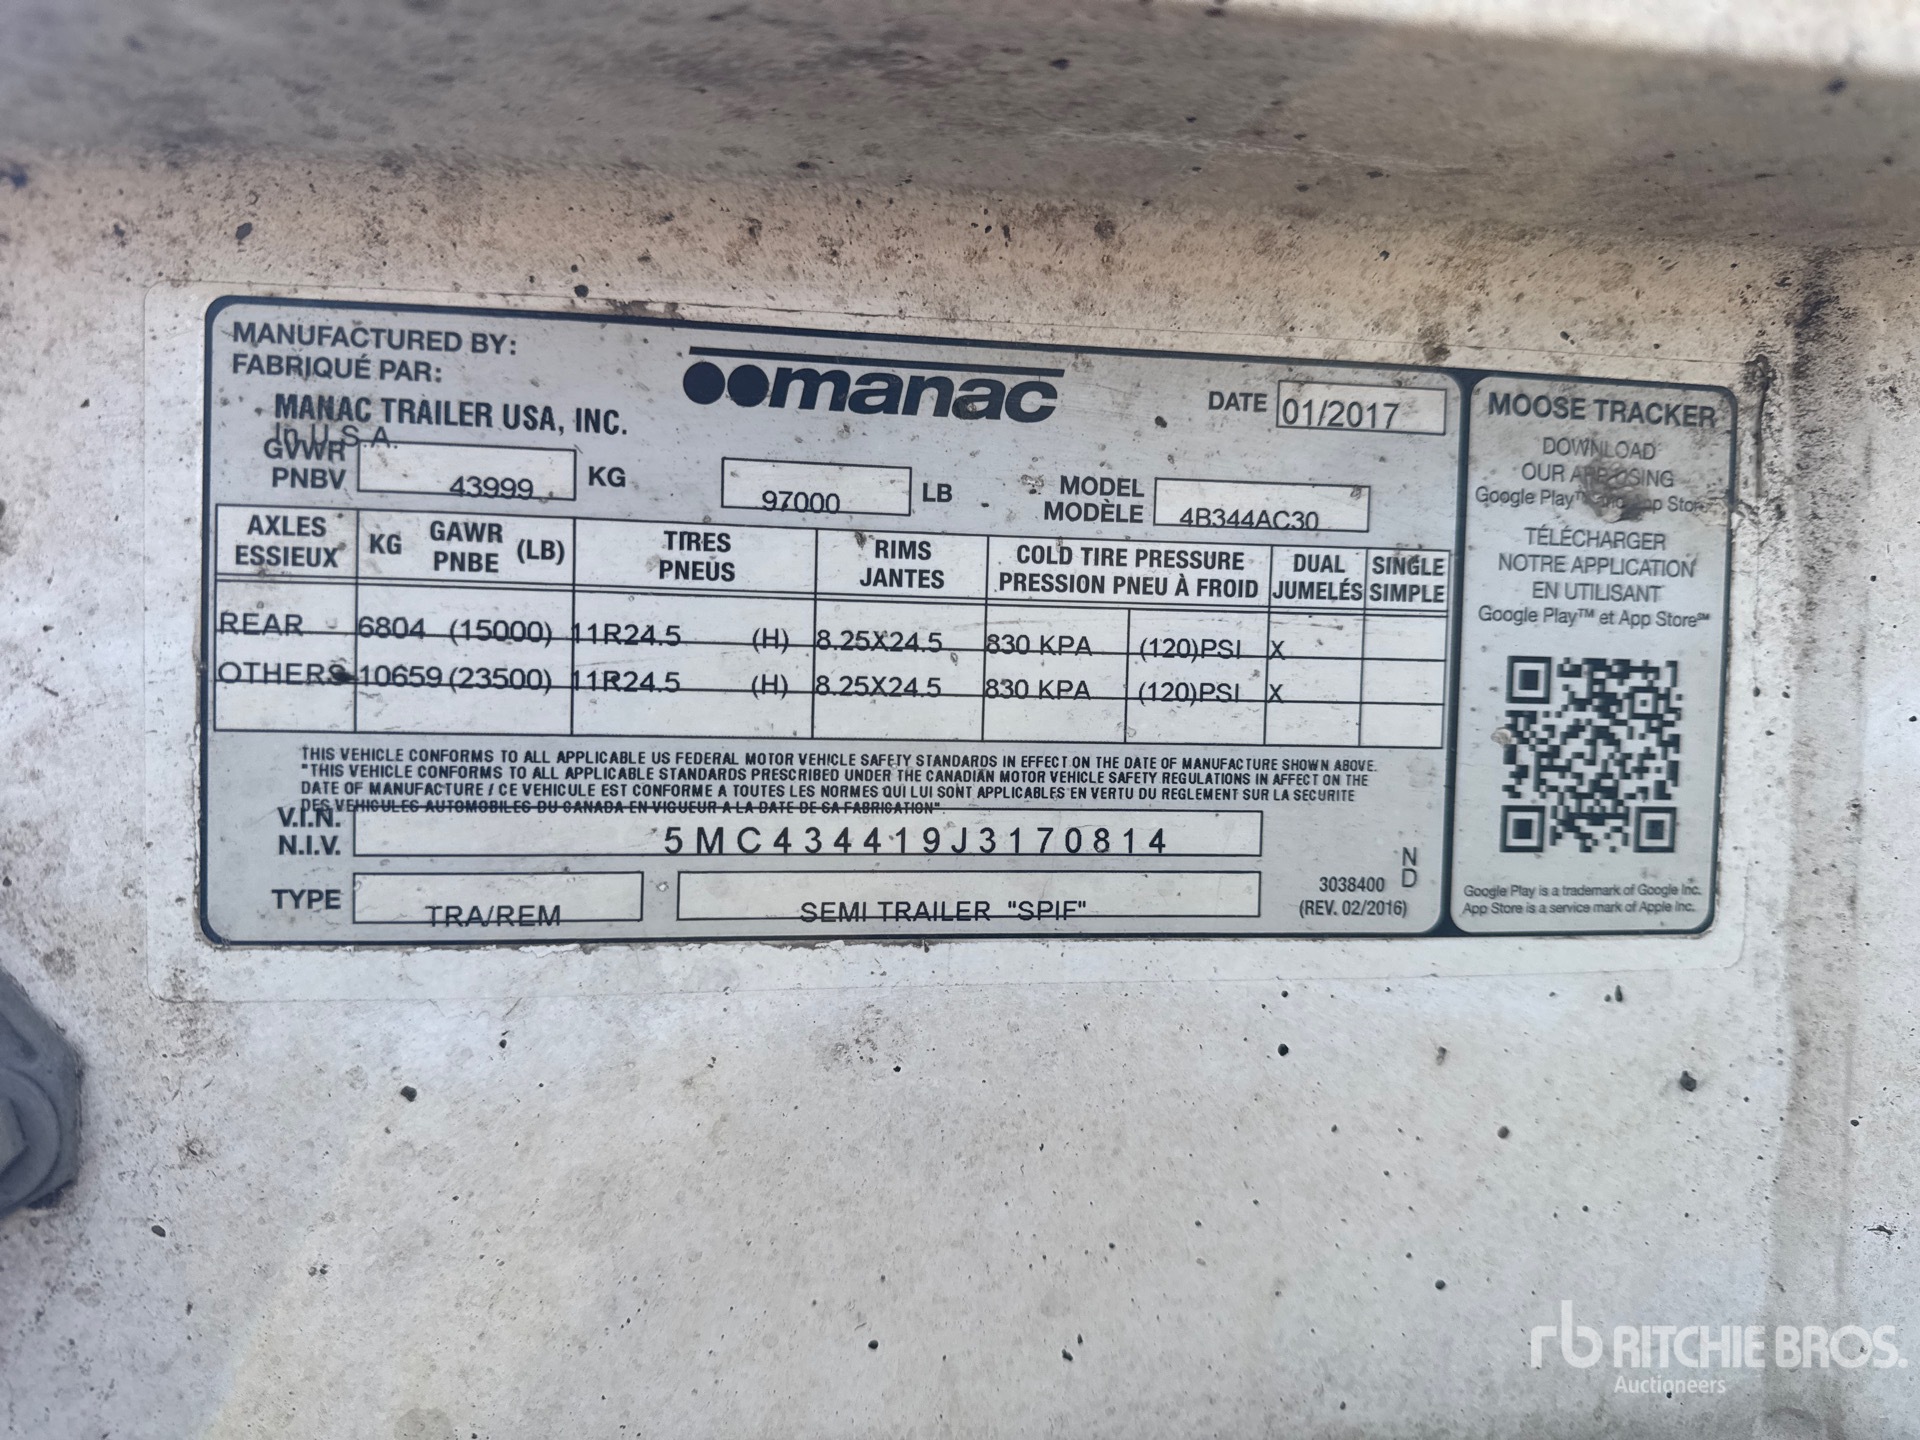 MANUFACTURED BY:
FABRIQUÉ PAR:
MANAC TRAILER USA, INC.
In U.S.A.
manac
DATE 01/2017
GVWR
PNBV 43999 KG 97000 LB
MODEL
MODÈLE 4B344AC30
AXLES
ESSIEUX
KG GAWR
PNBE (LB)
TIRES
PNEUS
RIMS
JANTES
COLD TIRE PRESSURE
PRESSION PNEU À FROID
DUAL
JUMELÉS
SINGLE
SIMPLE
REAR 6804 (15000) 11R24.5 (H) 8.25X24.5 830 KPA (120)PSI X
OTHERS 10659 (23500) 11R24.5 (H) 8.25X24.5 830 KPA (120)PSI X
THIS VEHICLE CONFORMS TO ALL APPLICABLE US FEDERAL MOTOR VEHICLE SAFETY STANDARDS IN EFFECT ON THE DATE OF MANUFACTURE SHOWN ABOVE.
"THIS VEHICLE CONFORMS TO ALL APPLICABLE STANDARDS PRESCRIBED UNDER THE CANADIAN MOTOR VEHICLE SAFETY REGULATIONS IN AFFECT ON THE
DATE OF MANUFACTURE / CE VEHICULE EST CONFORME A TOUTES LES NORMES QUI LUI SONT APPLICABLES EN VERTU DU REGLEMENT SUR LA SECURITE
DES VEHICULES AUTOMOBILES DU CANADA EN VIGUEUR A LA DATE DE SA FABRICATION"
V.I.N.
N.I.V. 5MC434419J3170814
TYPE TRA/REM SEMI TRAILER "SPIF"
N
D
3038400
(REV. 02/2016)
MOOSE TRACKER
DOWNLOAD
OUR APP USING
Google Play™ and App Store℠
TÉLÉCHARGER
NOTRE APPLICATION
EN UTILISANT
Google Play™ et App Store℠
Google Play is a trademark of Google Inc.
App Store is a service mark of Apple Inc.
rb RITCHIE BROS.
Auctioneers